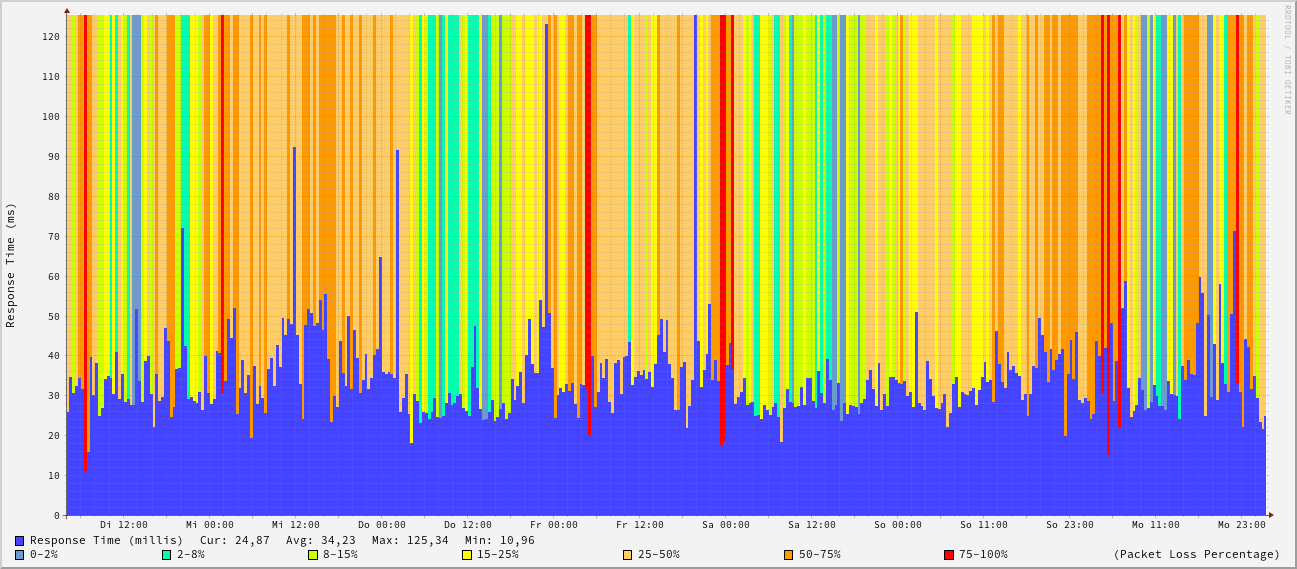 RRDTOOL / TOBI OETIKER
Response Time (ms)
120
110
100
90
80
70
60
50
40
30
20
10
0
Di 12:00 Mi 00:00 Mi 12:00 Do 00:00 Do 12:00 Fr 00:00 Fr 12:00 Sa 00:00 Sa 12:00 So 00:00 So 11:00 So 23:00 Mo 11:00 Mo 23:00
Response Time (millis) Cur: 24,87 Avg: 34,23 Max: 125,34 Min: 10,96
0-2% 2-8% 8-15% 15-25% 25-50% 50-75% 75-100% (Packet Loss Percentage)